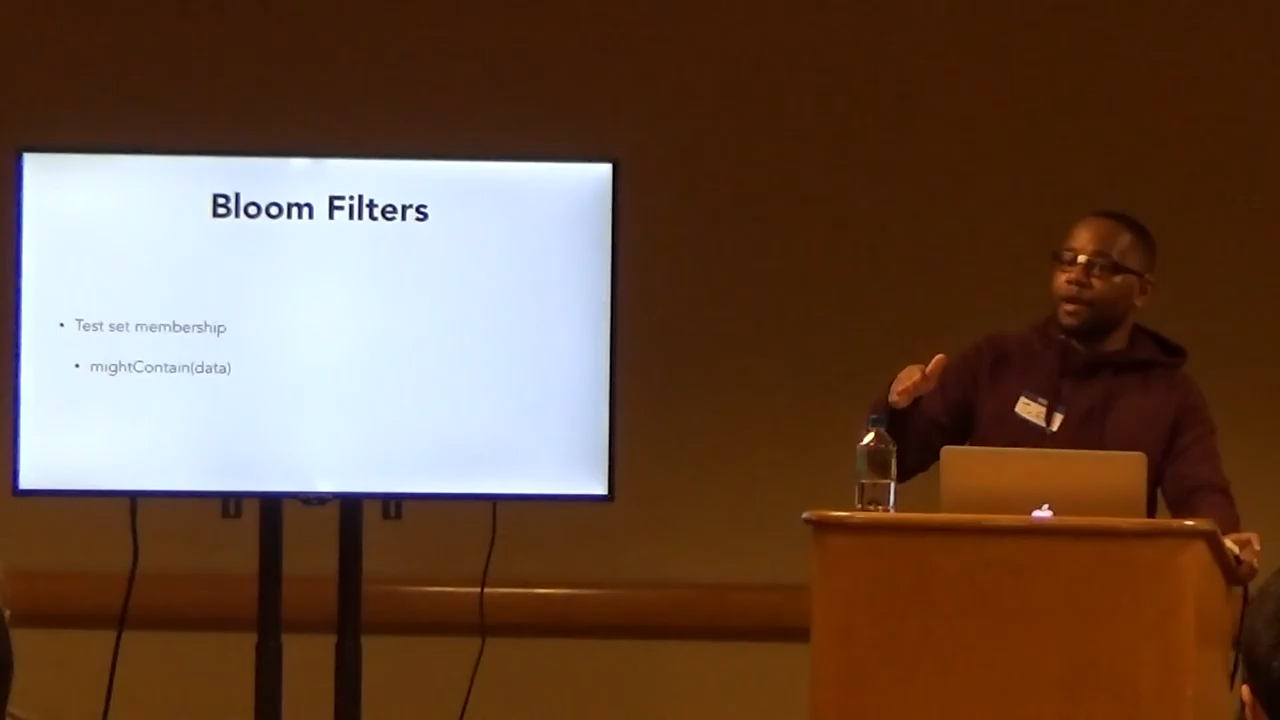 Bloom Filters
• Test set membership
• mightContain(data)